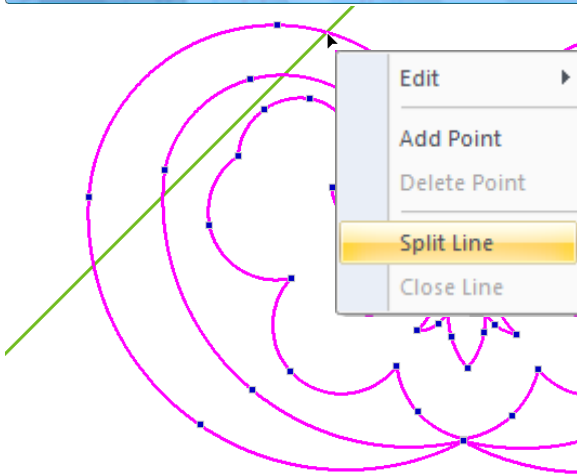 Edit
Add Point
Delete Point
Split Line
Close Line